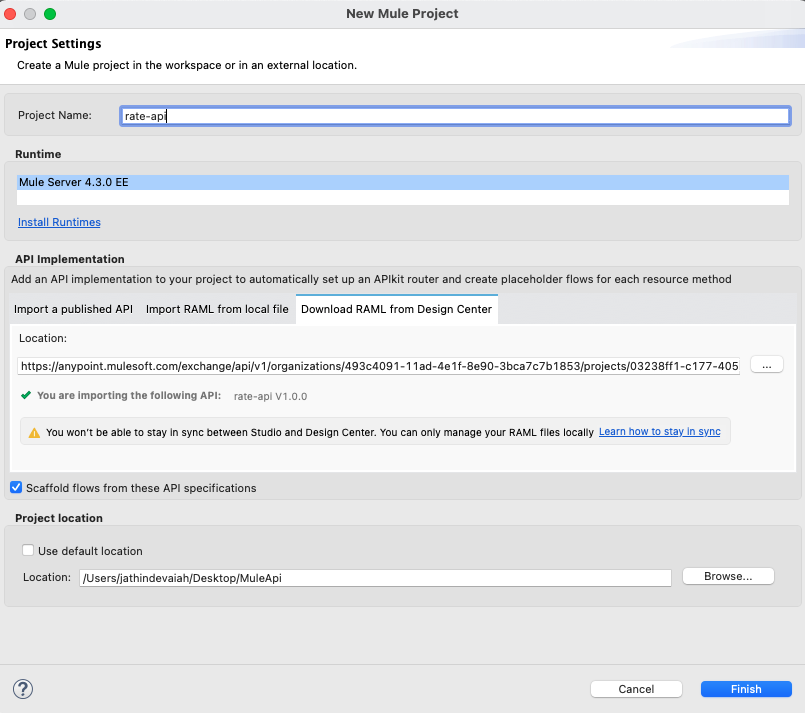 New Mule Project
Project Settings
Create a Mule project in the workspace or in an external location.
Project Name: rate-api
Runtime
Mule Server 4.3.0 EE
Install Runtimes
API Implementation
Add an API implementation to your project to automatically set up an APIkit router and create placeholder flows for each resource method
Import a published API Import RAML from local file Download RAML from Design Center
Location:
https://anypoint.mulesoft.com/exchange/api/v1/organizations/493c4091-11ad-4e1f-8e90-3bca7c7b1853/projects/03238ff1-c177-405 ...
You are importing the following API: rate-api V1.0.0
You won't be able to stay in sync between Studio and Design Center. You can only manage your RAML files locally Learn how to stay in sync
Scaffold flows from these API specifications
Project location
Use default location
Location: /Users/jathindevaiah/Desktop/MuleApi Browse...
? Cancel Finish